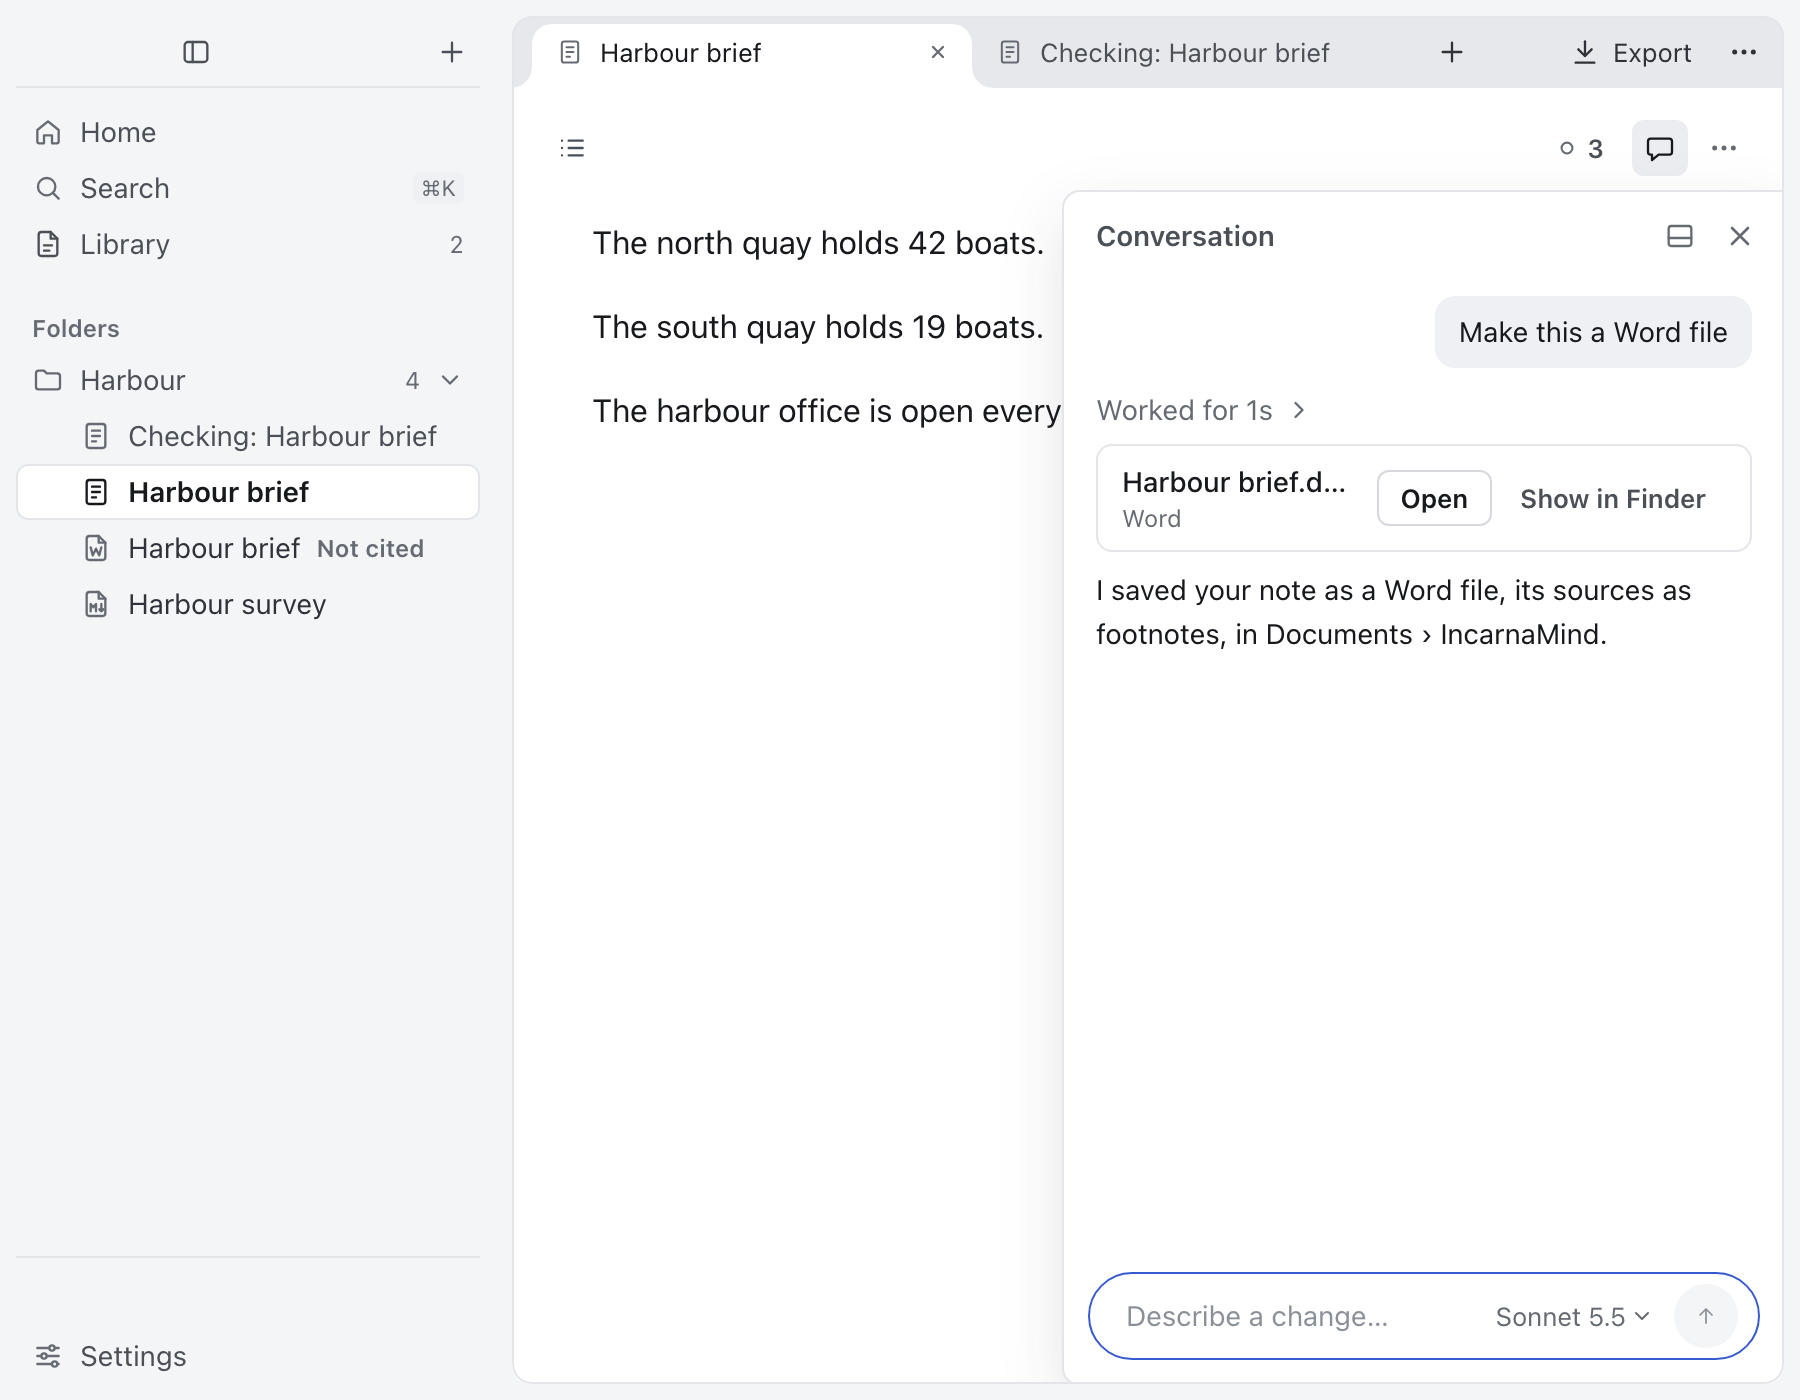 Harbour brief
Checking: Harbour brief
Export
Home
Search ⌘K
Library 2
Folders
Harbour 4
Checking: Harbour brief
Harbour brief
Harbour brief Not cited
Harbour survey
Settings
3
The north quay holds 42 boats.
The south quay holds 19 boats.
The harbour office is open every
Conversation
Make this a Word file
Worked for 1s
Harbour brief.d...
Word
Open
Show in Finder
I saved your note as a Word file, its sources as
footnotes, in Documents › IncarnaMind.
Describe a change...
Sonnet 5.5